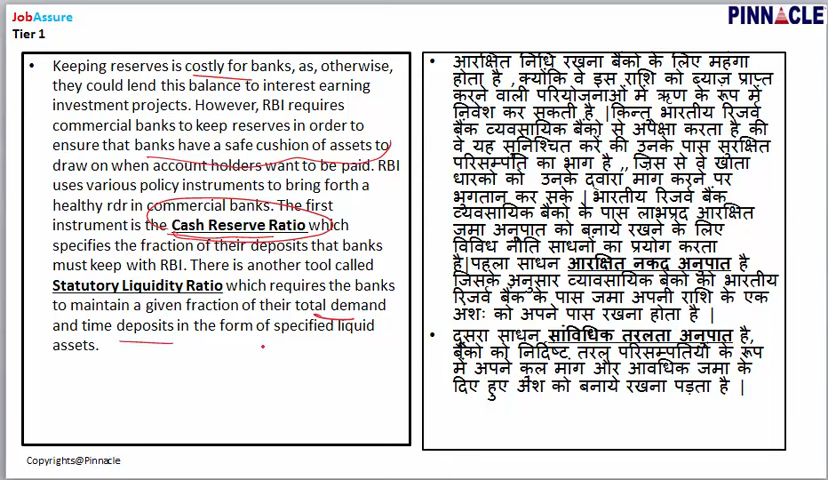 JobAssure
Tier 1
PINNACLE
• Keeping reserves is costly for banks, as, otherwise,
they could lend this balance to interest earning
investment projects. However, RBI requires
commercial banks to keep reserves in order to
ensure that banks have a safe cushion of assets to
draw on when account holders want to be paid. RBI
uses various policy instruments to bring forth a
healthy rdr in commercial banks. The first
instrument is the Cash Reserve Ratio which
specifies the fraction of their deposits that banks
must keep with RBI. There is another tool called
Statutory Liquidity Ratio which requires the banks
to maintain a given fraction of their total demand
and time deposits in the form of specified liquid
assets.
• आरक्षित निधि रखना बैंको के लिए महंगा
होता है ,क्योंकि वे इस राशि को ब्याज़ प्राप्त
करने वाली परियोजनाओं में ऋण के रूप में
निवेश कर सकती है |किन्तु भारतीय रिजर्व
बैंक व्यवसायिक बैंको से अपेक्षा करता है की
वे यह सुनिश्चित करें की उनके पास सुरक्षित
परिसम्पति का भाग है ,, जिस से वे खाता
धारको को उनके द्वारा मांग करने पर
भुगतान कर सके | भारतीय रिजर्व बैंक
व्यवसायिक बैंको के पास लाभप्रद आरक्षित
जमा अनुपात को बनाये रखने के लिए
विविध नीति साधनों का प्रयोग करता
है|पहला साधन आरक्षित नकद अनुपात है
जिसके अनुसार व्यावसायिक बैंको को भारतीय
रिजर्व बैंक के पास जमा अपनी राशि के एक
अंशः को अपने पास रखना होता है |
• दूसरा साधन सांविधिक तरलता अनुपात है,
बैंको को निर्दिष्ट तरल परिसम्पतियों के रूप
में अपने कुल मांग और आवधिक जमा के
दिए हुए अंश को बनाये रखना पड़ता है |
Copyrights@Pinnacle